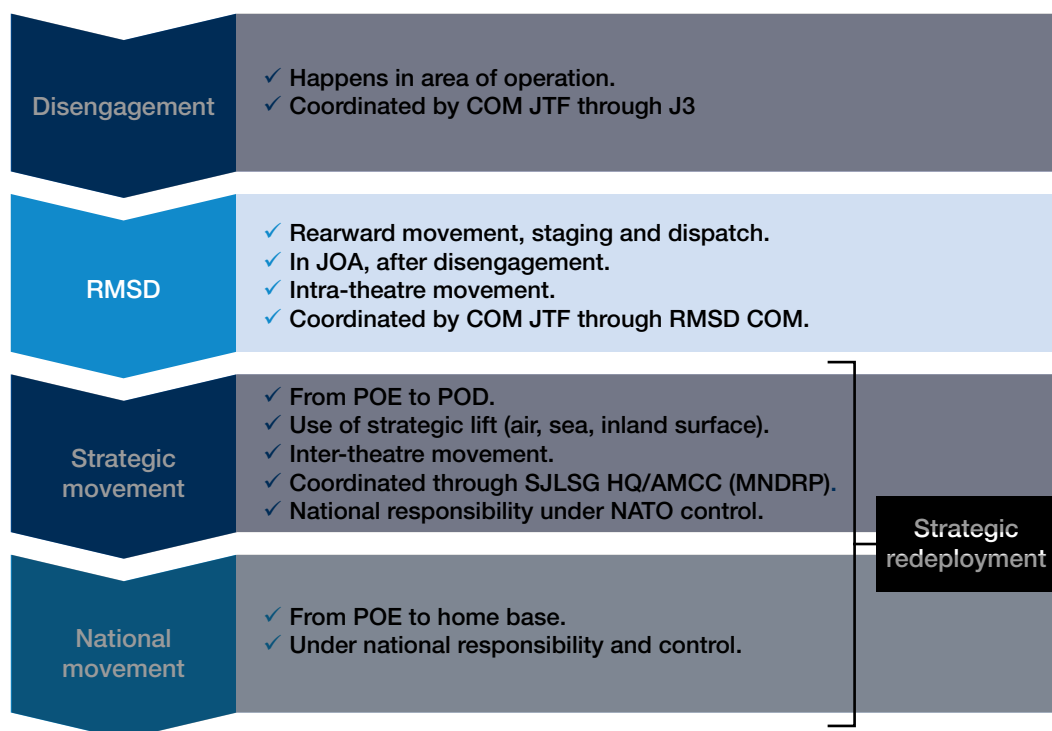 Disengagement
✓ Happens in area of operation.
✓ Coordinated by COM JTF through J3
RMSD
✓ Rearward movement, staging and dispatch.
✓ In JOA, after disengagement.
✓ Intra-theatre movement.
✓ Coordinated by COM JTF through RMSD COM.
Strategic
movement
✓ From POE to POD.
✓ Use of strategic lift (air, sea, inland surface).
✓ Inter-theatre movement.
✓ Coordinated through SJLSG HQ/AMCC (MNDRP).
✓ National responsibility under NATO control.
National
movement
✓ From POE to home base.
✓ Under national responsibility and control.
Strategic
redeployment